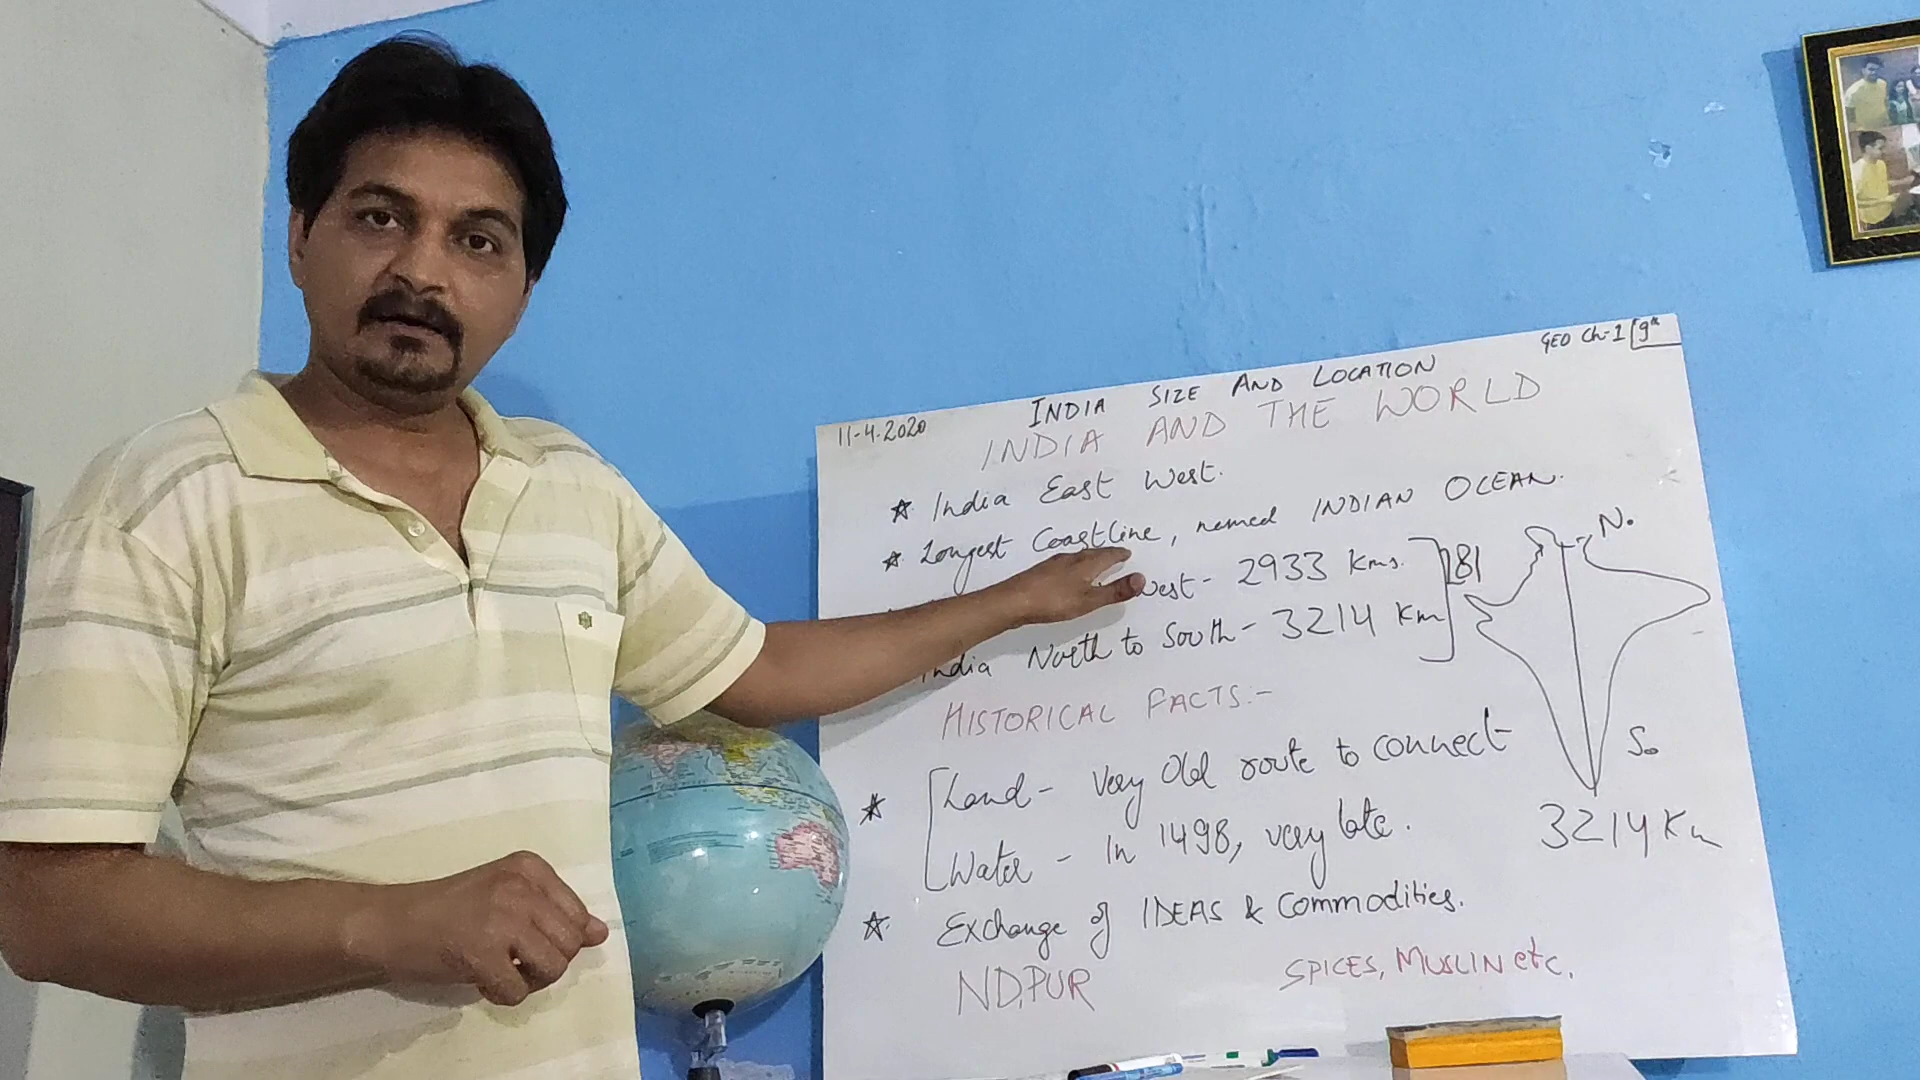 GEO Ch-1 9th
11-4-2020
INDIA SIZE AND LOCATION
INDIA AND THE WORLD
India East West.
Longest Coastline, named INDIAN OCEAN.
West - 2933 Kms.
281
India North to South - 3214 Km
N.
HISTORICAL FACTS:-
Land - Very Old route to connect
S.
Water - In 1498, very late.
3214 Km
Exchange of IDEAS & Commodities.
NDPUR
SPICES, MUSLIN etc.